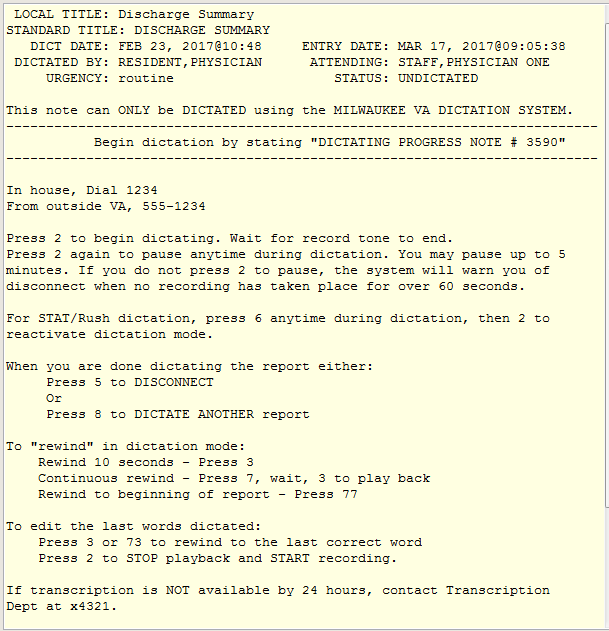 LOCAL TITLE: Discharge Summary
STANDARD TITLE: DISCHARGE SUMMARY
DICT DATE: FEB 23, 2017@10:48     ENTRY DATE: MAR 17, 2017@09:05:38
DICTATED BY: RESIDENT,PHYSICIAN      ATTENDING: STAFF,PHYSICIAN ONE
URGENCY: routine                    STATUS: UNDICTATED
This note can ONLY be DICTATED using the MILWAUKEE VA DICTATION SYSTEM.
--------------------------------------------------------------------------
Begin dictation by stating "DICTATING PROGRESS NOTE # 3590"
--------------------------------------------------------------------------
In house, Dial 1234
From outside VA, 555-1234
Press 2 to begin dictating. Wait for record tone to end.
Press 2 again to pause anytime during dictation. You may pause up to 5
minutes. If you do not press 2 to pause, the system will warn you of
disconnect when no recording has taken place for over 60 seconds.
For STAT/Rush dictation, press 6 anytime during dictation, then 2 to
reactivate dictation mode.
When you are done dictating the report either:
Press 5 to DISCONNECT
Or
Press 8 to DICTATE ANOTHER report
To "rewind" in dictation mode:
Rewind 10 seconds - Press 3
Continuous rewind - Press 7, wait, 3 to play back
Rewind to beginning of report - Press 77
To edit the last words dictated:
Press 3 or 73 to rewind to the last correct word
Press 2 to STOP playback and START recording.
If transcription is NOT available by 24 hours, contact Transcription
Dept at x4321.